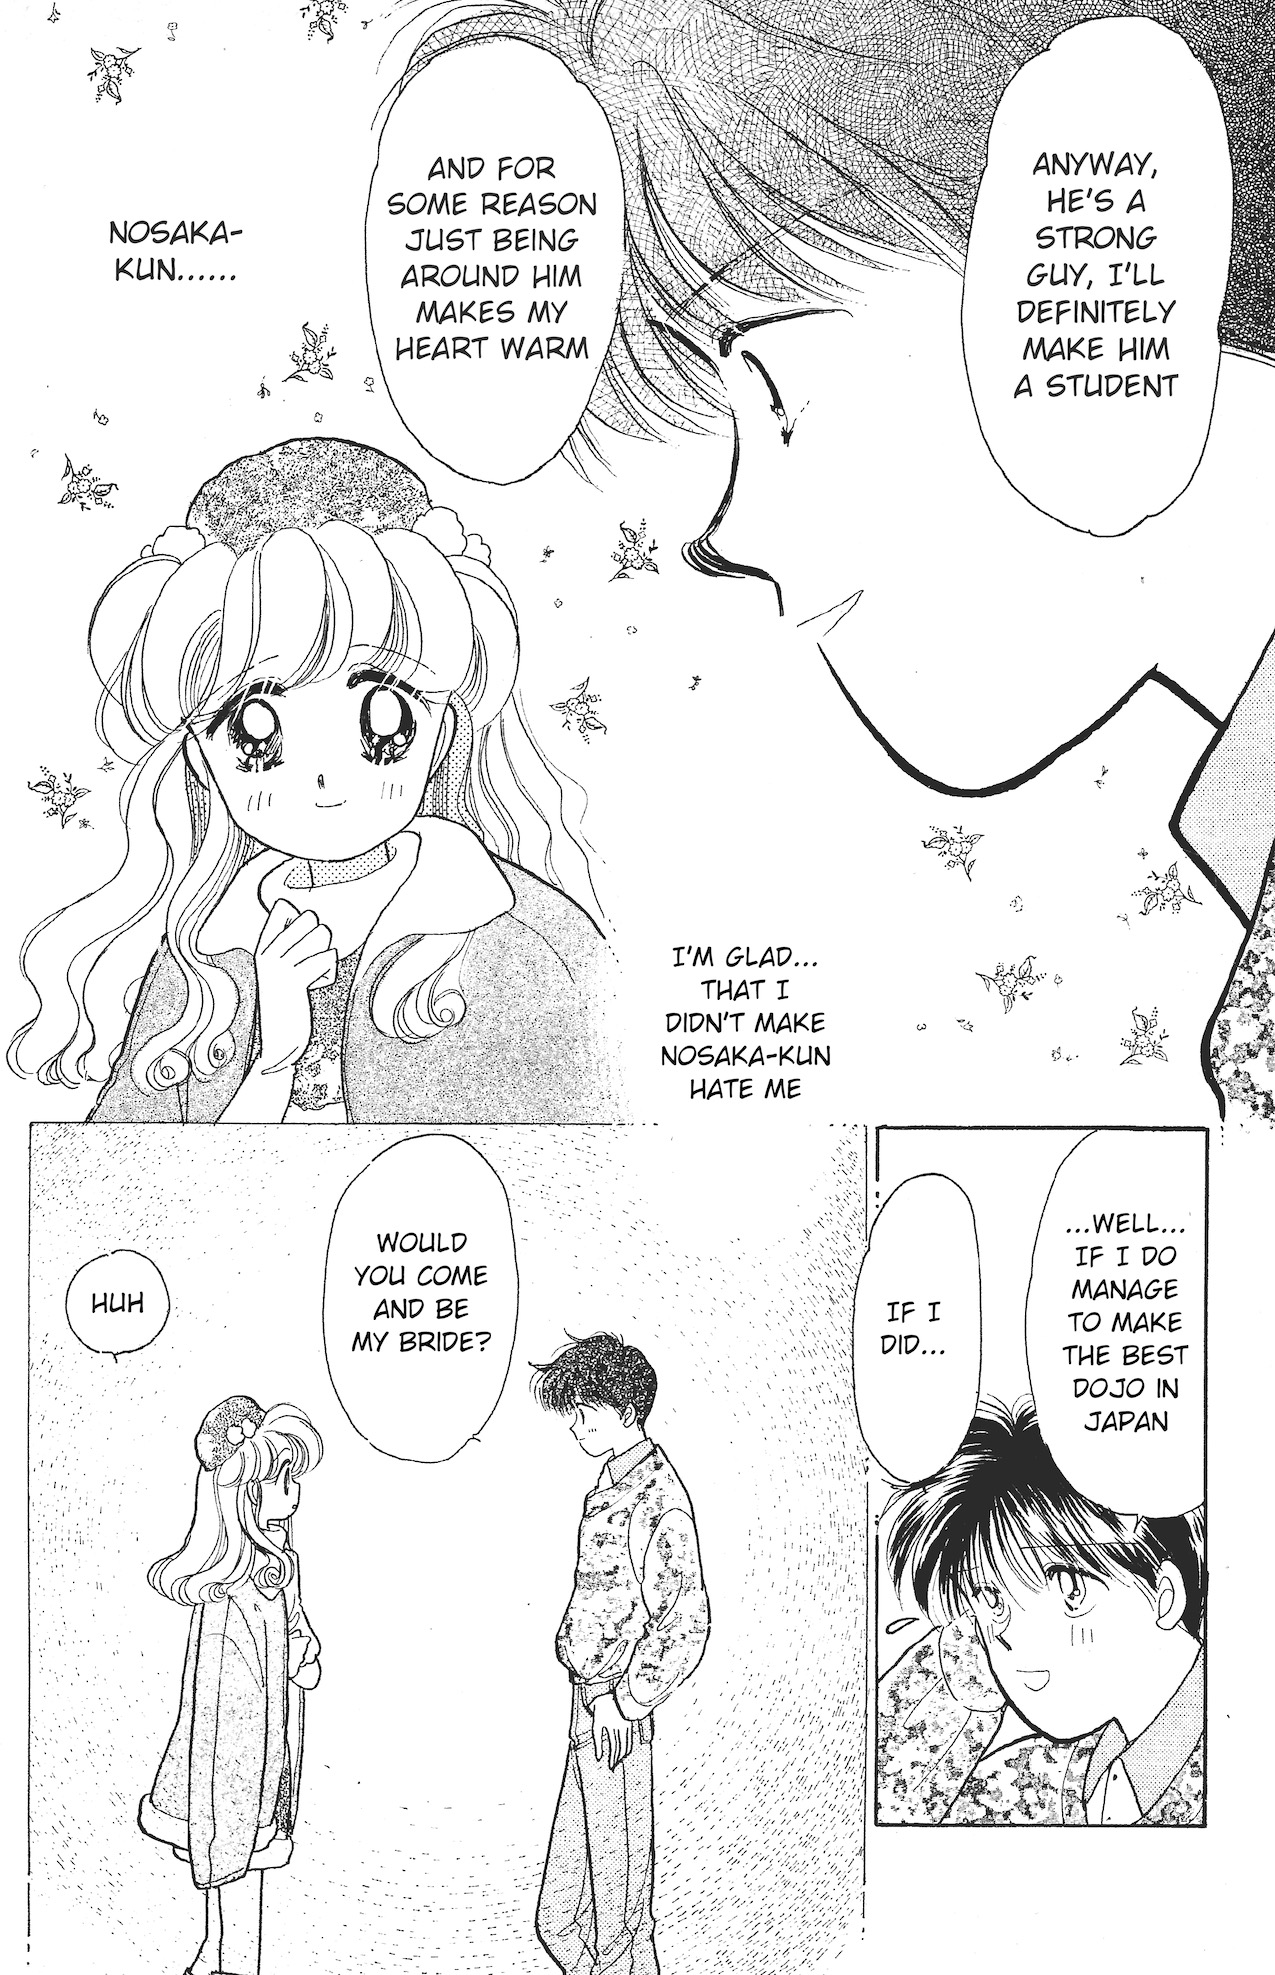 ANYWAY,
HE'S A
STRONG
GUY, I'LL
DEFINITELY
MAKE HIM
A STUDENT
AND FOR
SOME REASON
JUST BEING
AROUND HIM
MAKES MY
HEART WARM
NOSAKA-
KUN......
I'M GLAD...
THAT I
DIDN'T MAKE
NOSAKA-KUN
HATE ME
...WELL...
IF I DO
MANAGE
TO MAKE
THE BEST
DOJO IN
JAPAN
IF I
DID...
WOULD
YOU COME
AND BE
MY BRIDE?
HUH